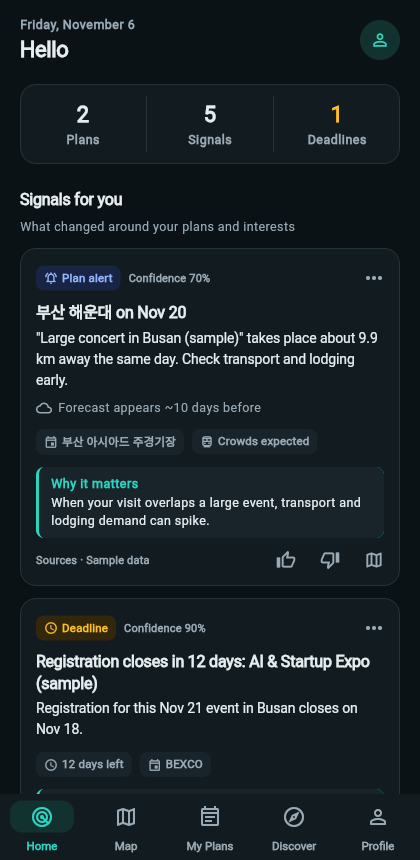 Friday, November 6
Hello
2
Plans
5
Signals
1
Deadlines
Signals for you
What changed around your plans and interests
Plan alert
Confidence 70%
부산 해운대 on Nov 20
"Large concert in Busan (sample)" takes place about 9.9
km away the same day. Check transport and lodging
early.
Forecast appears ~10 days before
부산 아시아드 주경기장
Crowds expected
Why it matters
When your visit overlaps a large event, transport and
lodging demand can spike.
Sources · Sample data
Deadline
Confidence 90%
Registration closes in 12 days: AI & Startup Expo
(sample)
Registration for this Nov 21 event in Busan closes on
Nov 18.
12 days left
BEXCO
Home
Map
My Plans
Discover
Profile